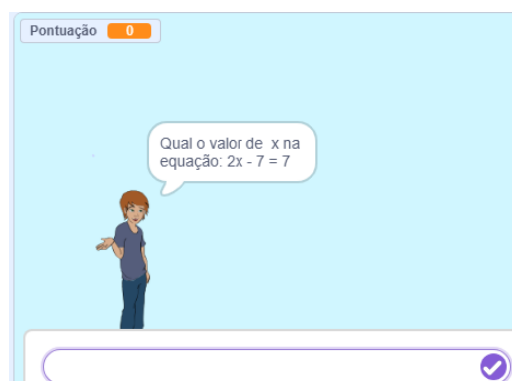 Pontuação 0
Qual o valor de x na
equação: 2x - 7 = 7